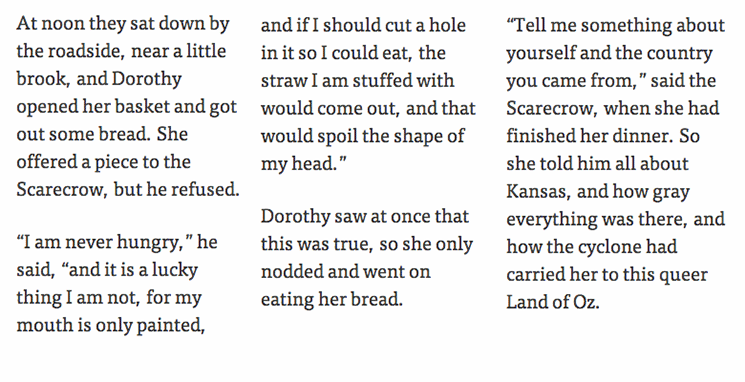 At noon they sat down by
the roadside, near a little
brook, and Dorothy
opened her basket and got
out some bread. She
offered a piece to the
Scarecrow, but he refused.
“I am never hungry,” he
said, “and it is a lucky
thing I am not, for my
mouth is only painted,
and if I should cut a hole
in it so I could eat, the
straw I am stuffed with
would come out, and that
would spoil the shape of
my head.”
Dorothy saw at once that
this was true, so she only
nodded and went on
eating her bread.
“Tell me something about
yourself and the country
you came from,” said the
Scarecrow, when she had
finished her dinner. So
she told him all about
Kansas, and how gray
everything was there, and
how the cyclone had
carried her to this queer
Land of Oz.